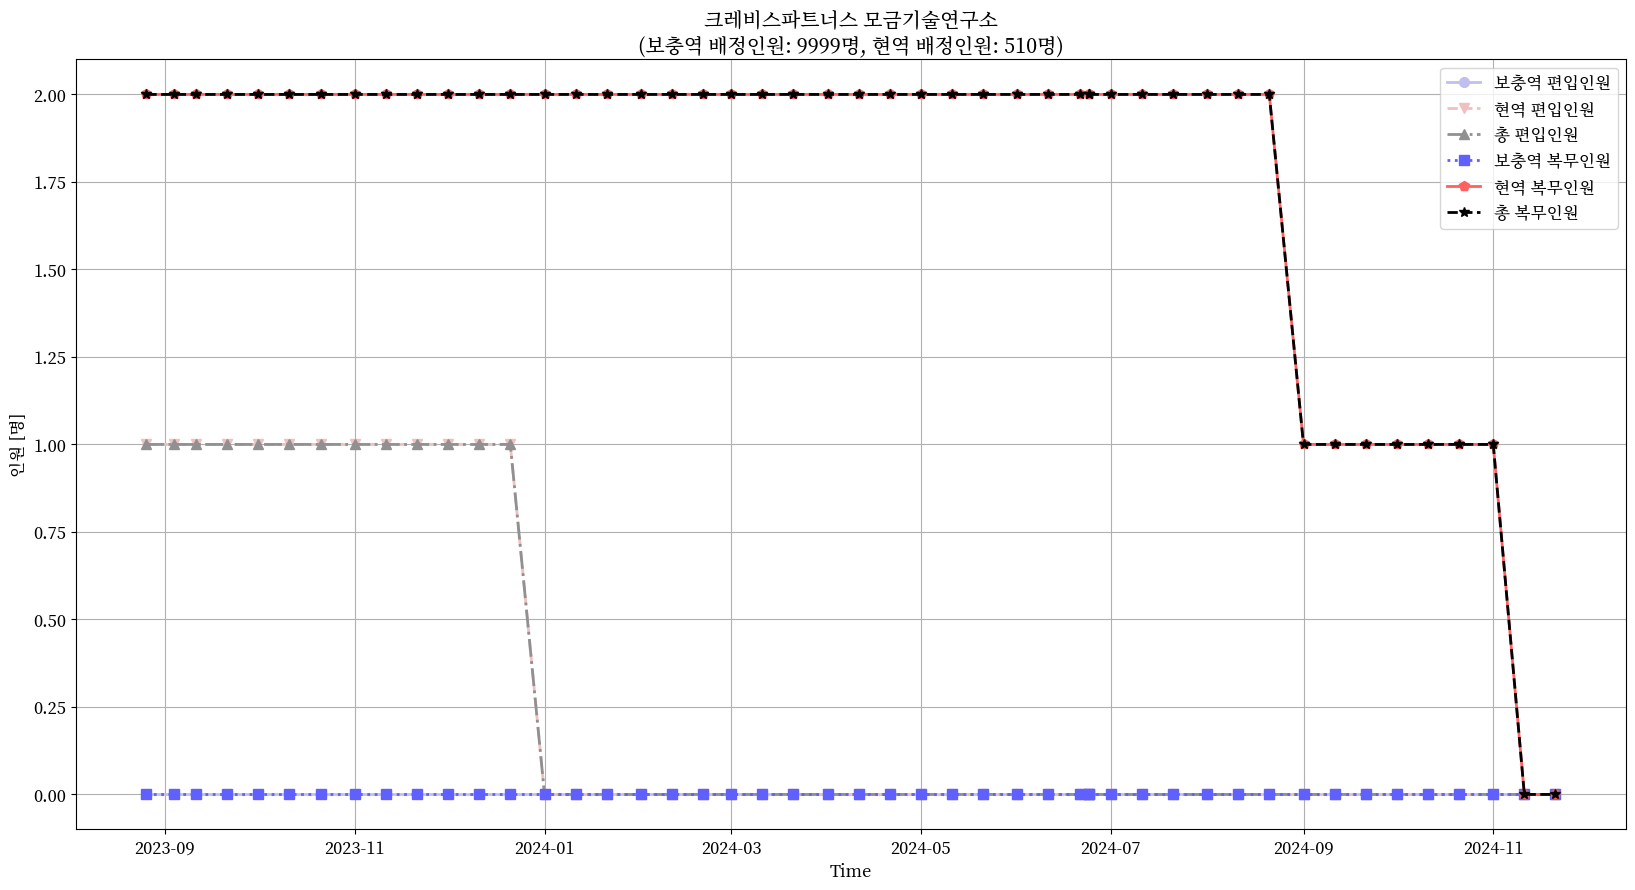 크레비스파트너스 모금기술연구소
(보충역 배정인원: 9999명, 현역 배정인원: 510명)
보충역 편입인원
현역 편입인원
총 편입인원
보충역 복무인원
현역 복무인원
총 복무인원
인원 [명]
2.00
1.75
1.50
1.25
1.00
0.75
0.50
0.25
0.00
2023-09
2023-11
2024-01
2024-03
2024-05
2024-07
2024-09
2024-11
Time